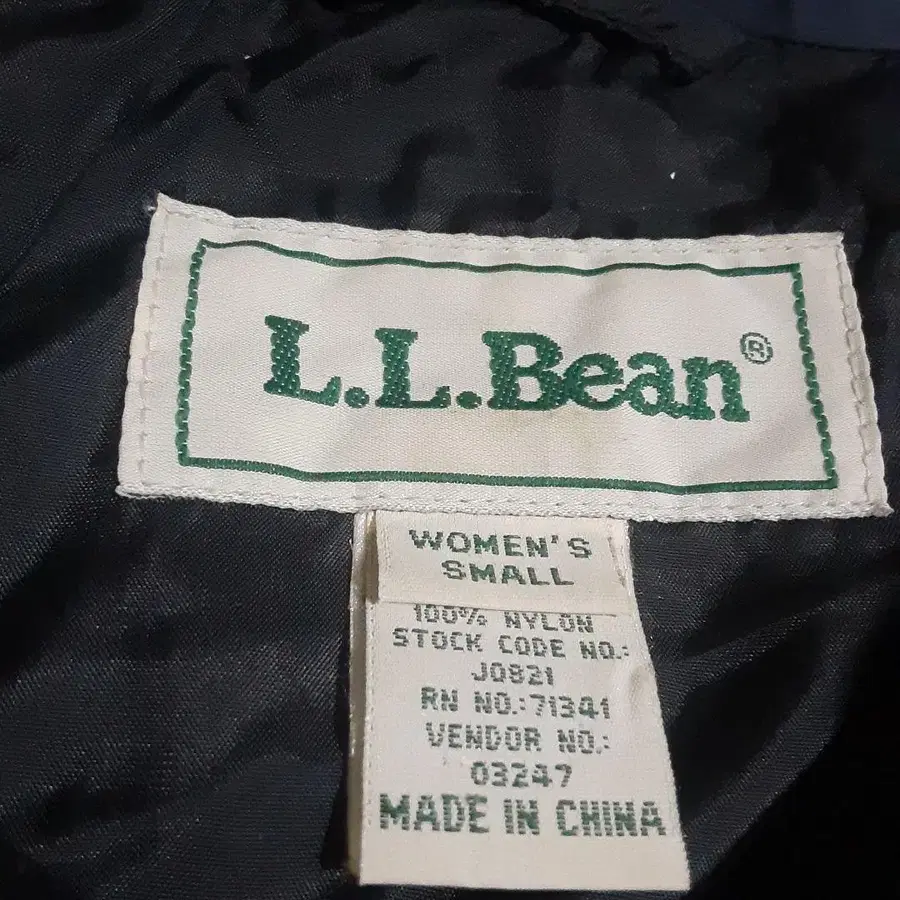 L.L.Bean®
WOMEN'S
SMALL
100% NYLON
STOCK CODE NO.:
J0821
RN NO.:71341
VENDOR NO.:
03247
MADE IN CHINA